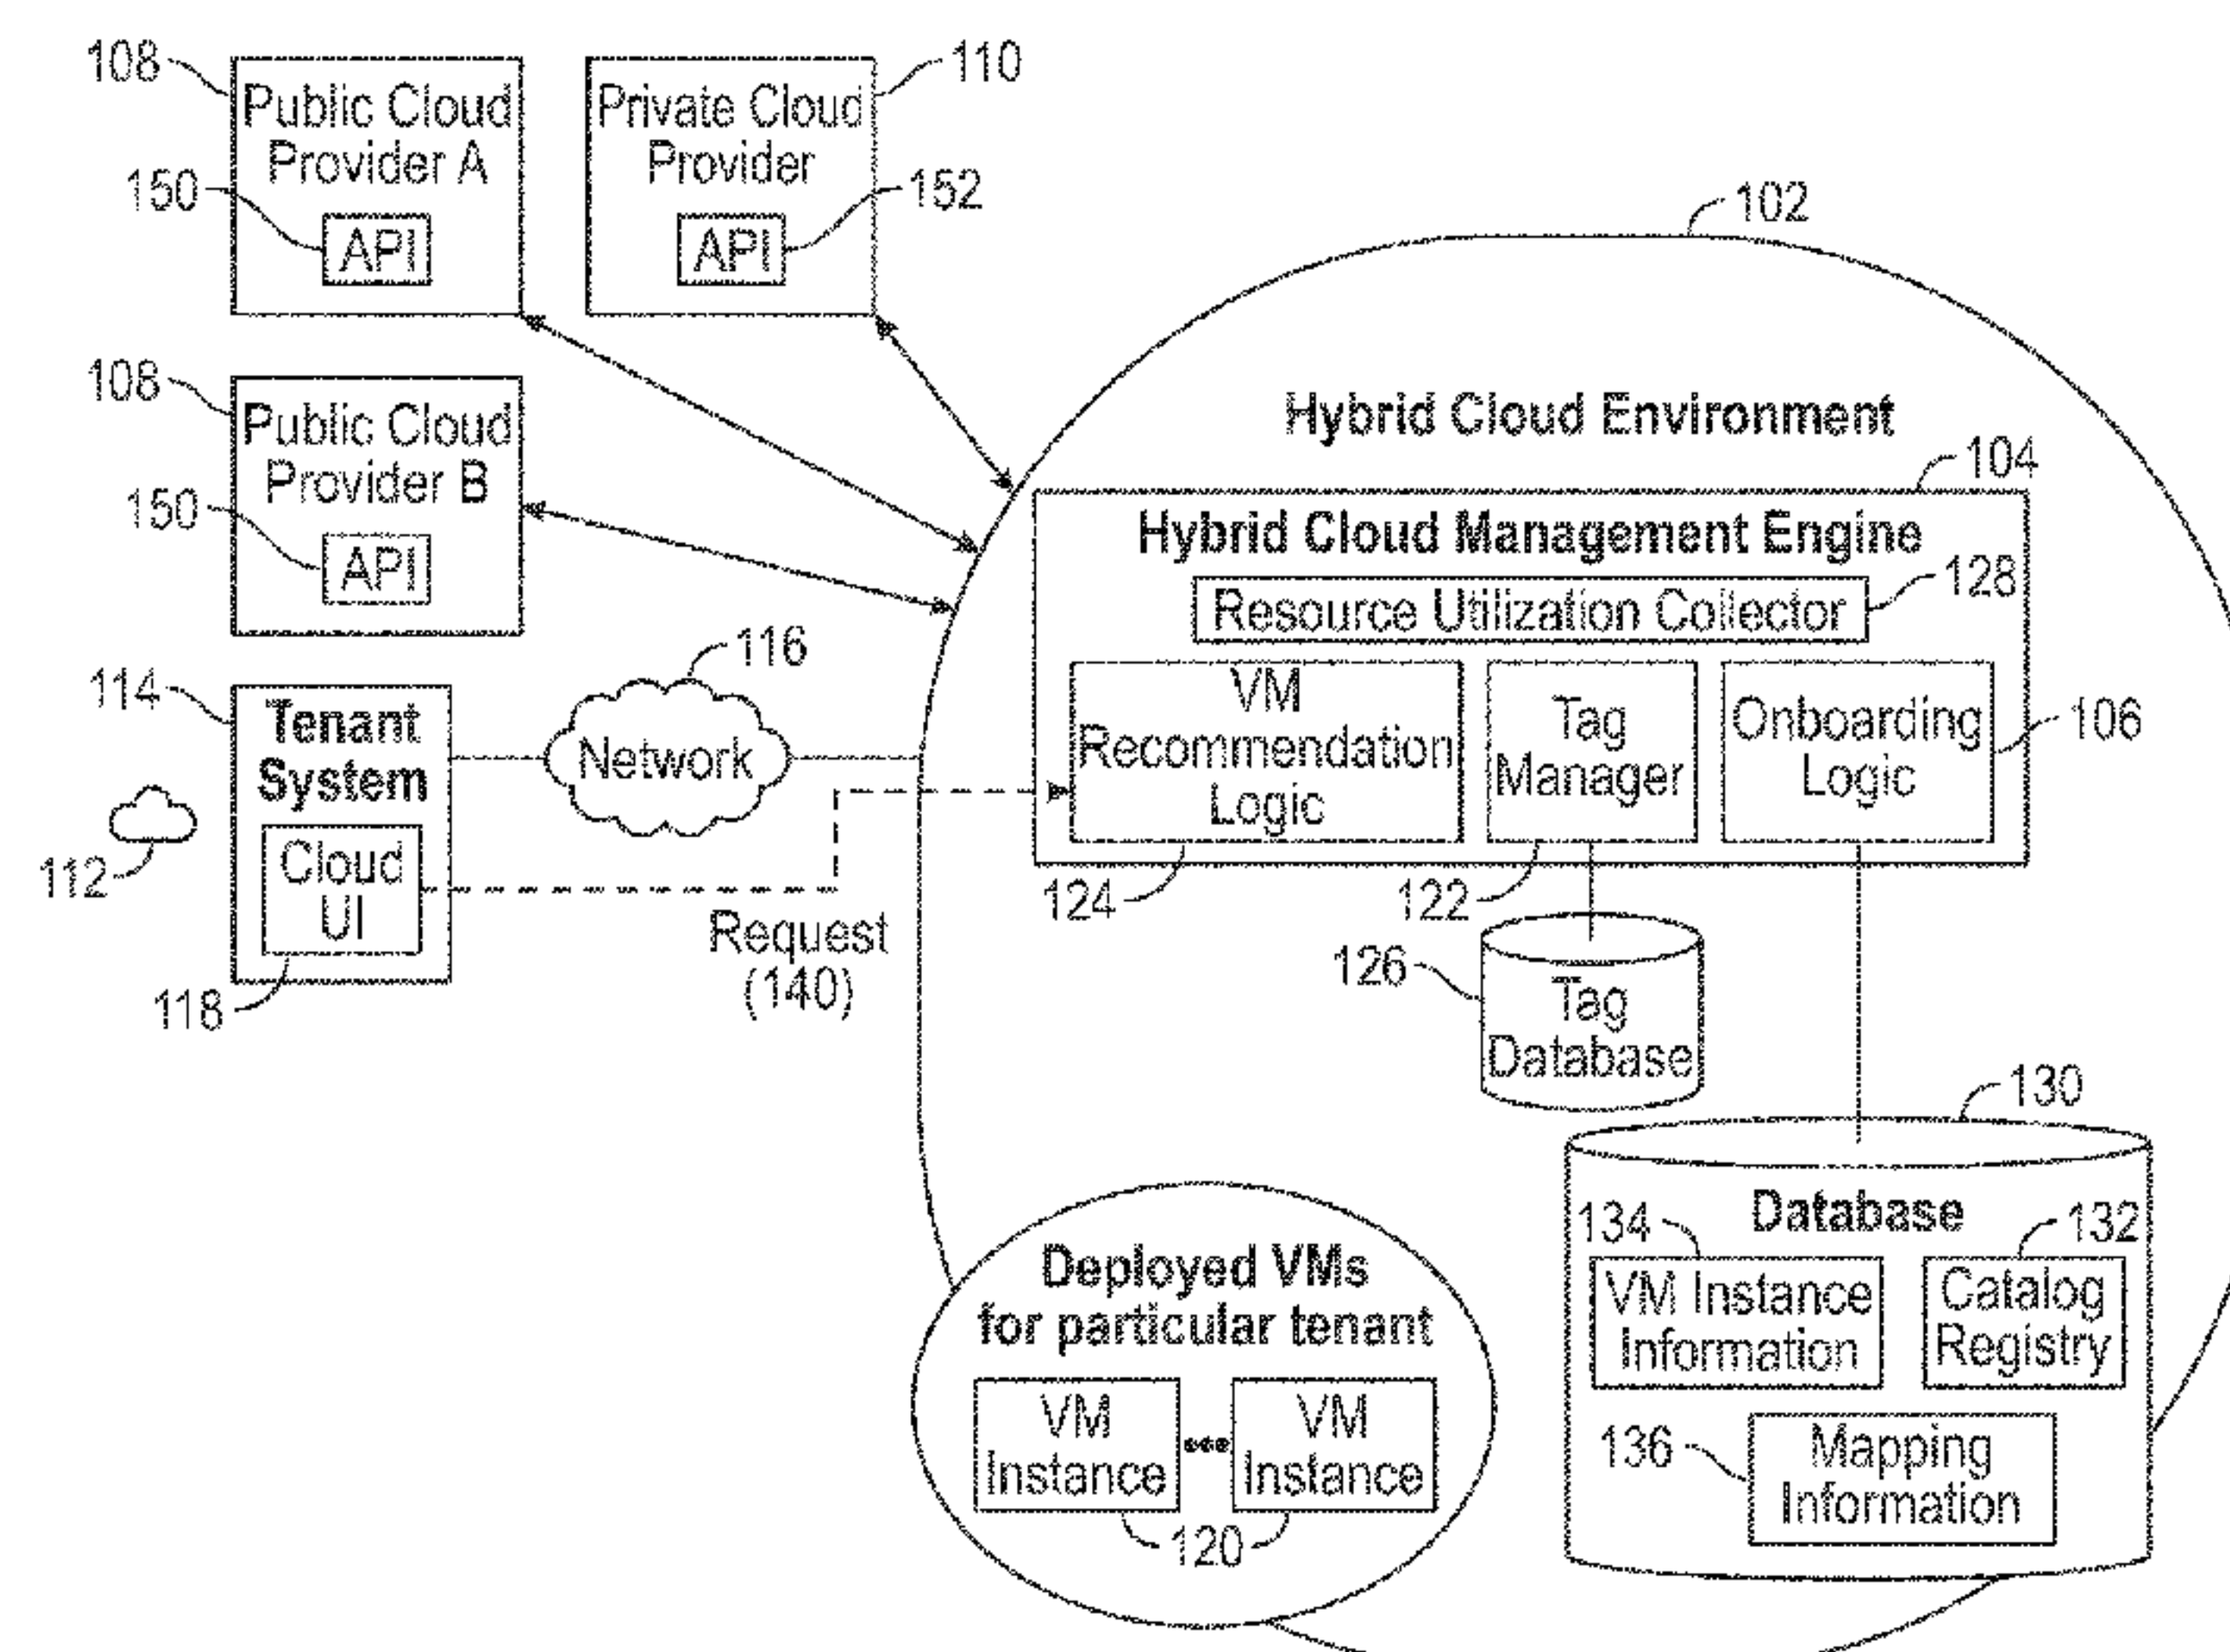 108
Public Cloud
Provider A
150
API
110
Private Cloud
Provider
152
API
108
Public Cloud
Provider B
150
API
114
Tenant
System
Cloud
UI
118
112
116
Network
Request
(140)
102
Hybrid Cloud Environment
104
Hybrid Cloud Management Engine
128
Resource Utilization Collector
VM
Recommendation
Logic
124
Tag
Manager
122
Onboarding
Logic
106
126
Tag
Database
130
Database
134
VM Instance
Information
132
Catalog
Registry
136
Mapping
Information
Deployed VMs
for particular tenant
VM
Instance
VM
Instance
120